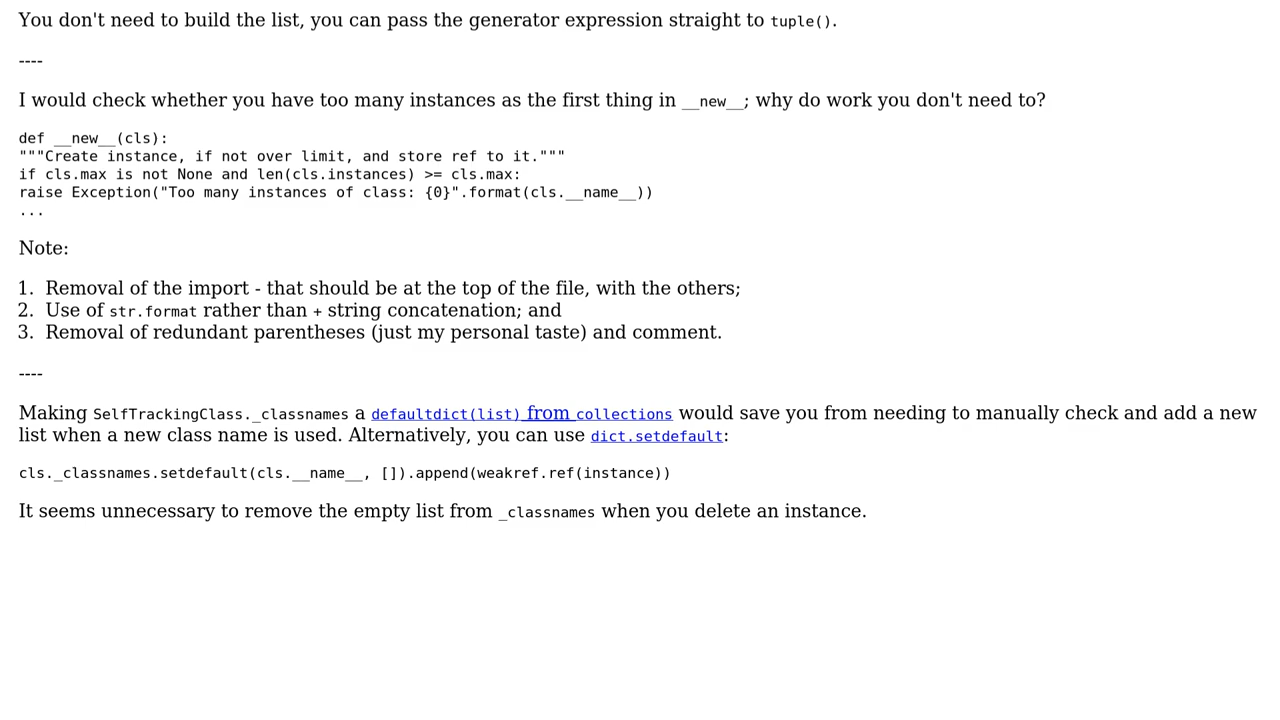 You don't need to build the list, you can pass the generator expression straight to tuple().
----
I would check whether you have too many instances as the first thing in __new__; why do work you don't need to?
def __new__(cls):
"""Create instance, if not over limit, and store ref to it."""
if cls.max is not None and len(cls.instances) >= cls.max:
raise Exception("Too many instances of class: {0}".format(cls.__name__))
...
Note:
1. Removal of the import - that should be at the top of the file, with the others;
2. Use of str.format rather than + string concatenation; and
3. Removal of redundant parentheses (just my personal taste) and comment.
----
Making SelfTrackingClass._classnames a defaultdict(list) from collections would save you from needing to manually check and add a new
list when a new class name is used. Alternatively, you can use dict.setdefault:
cls._classnames.setdefault(cls.__name__, []).append(weakref.ref(instance))
It seems unnecessary to remove the empty list from _classnames when you delete an instance.